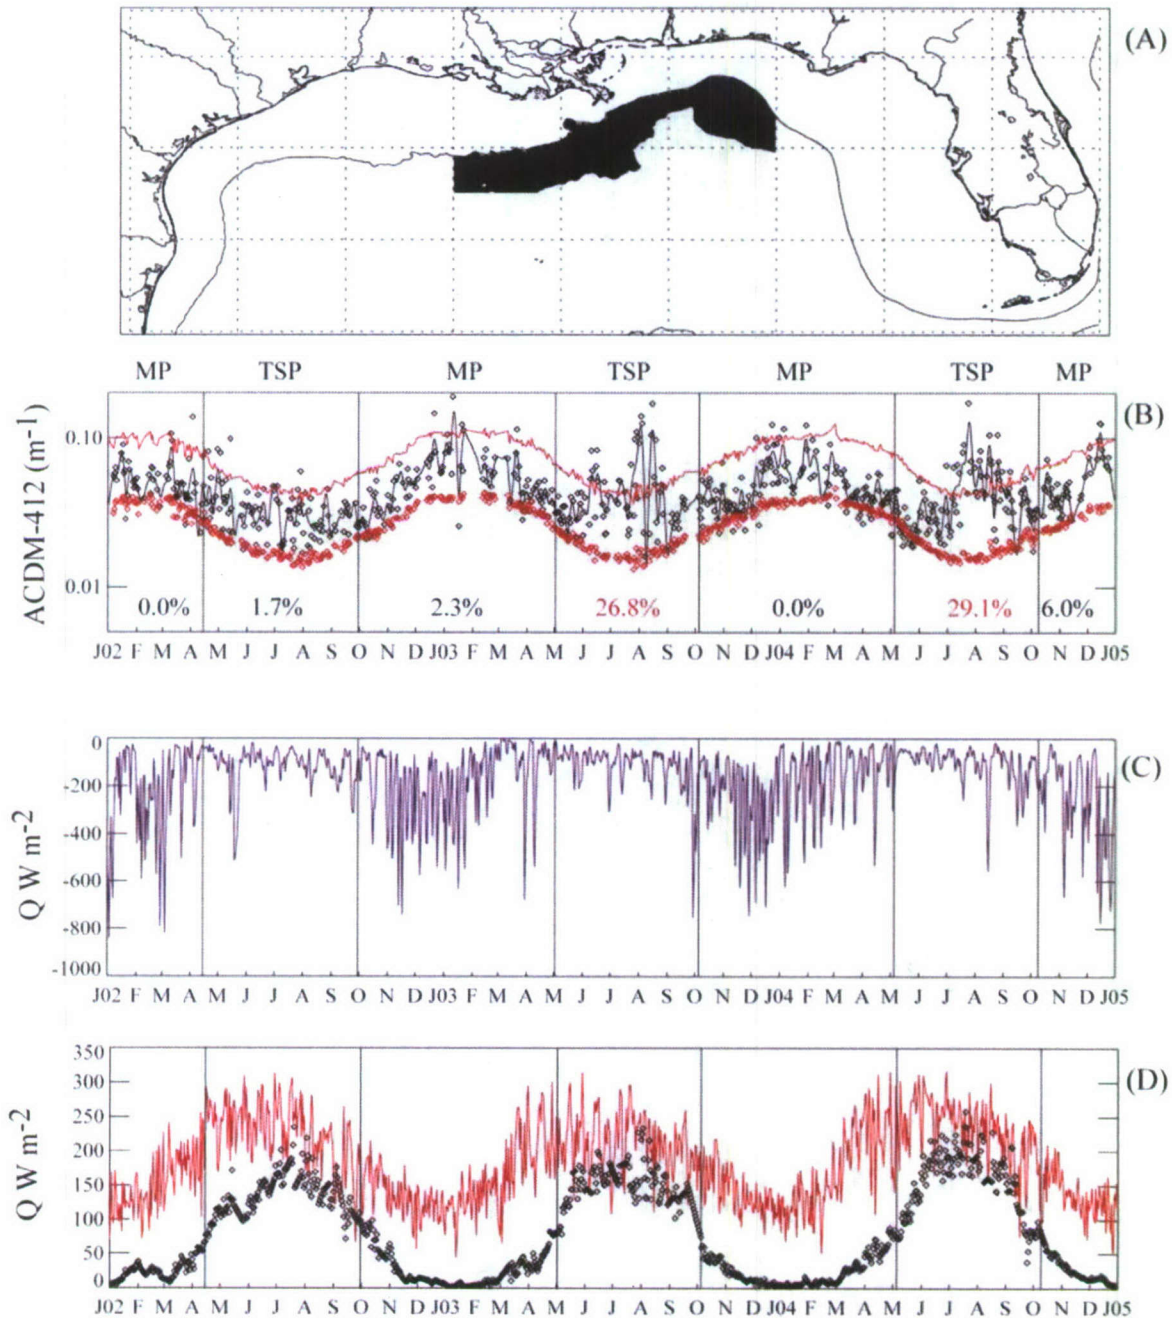 (A)
MP TSP MP TSP MP TSP MP
(B)
ACDM-412 (m⁻¹)
0.10
0.01
0.0% 1.7% 2.3% 26.8% 0.0% 29.1% 6.0%
J02 F M A M J J A S O N D J03 F M A M J J A S O N D J04 F M A M J J A S O N D J05
(C)
Q W m⁻²
0
-200
-400
-600
-800
-1000
J02 F M A M J J A S O N D J03 F M A M J J A S O N D J04 F M A M J J A S O N D J05
(D)
Q W m⁻²
350
300
250
200
150
100
50
0
J02 F M A M J J A S O N D J03 F M A M J J A S O N D J04 F M A M J J A S O N D J05